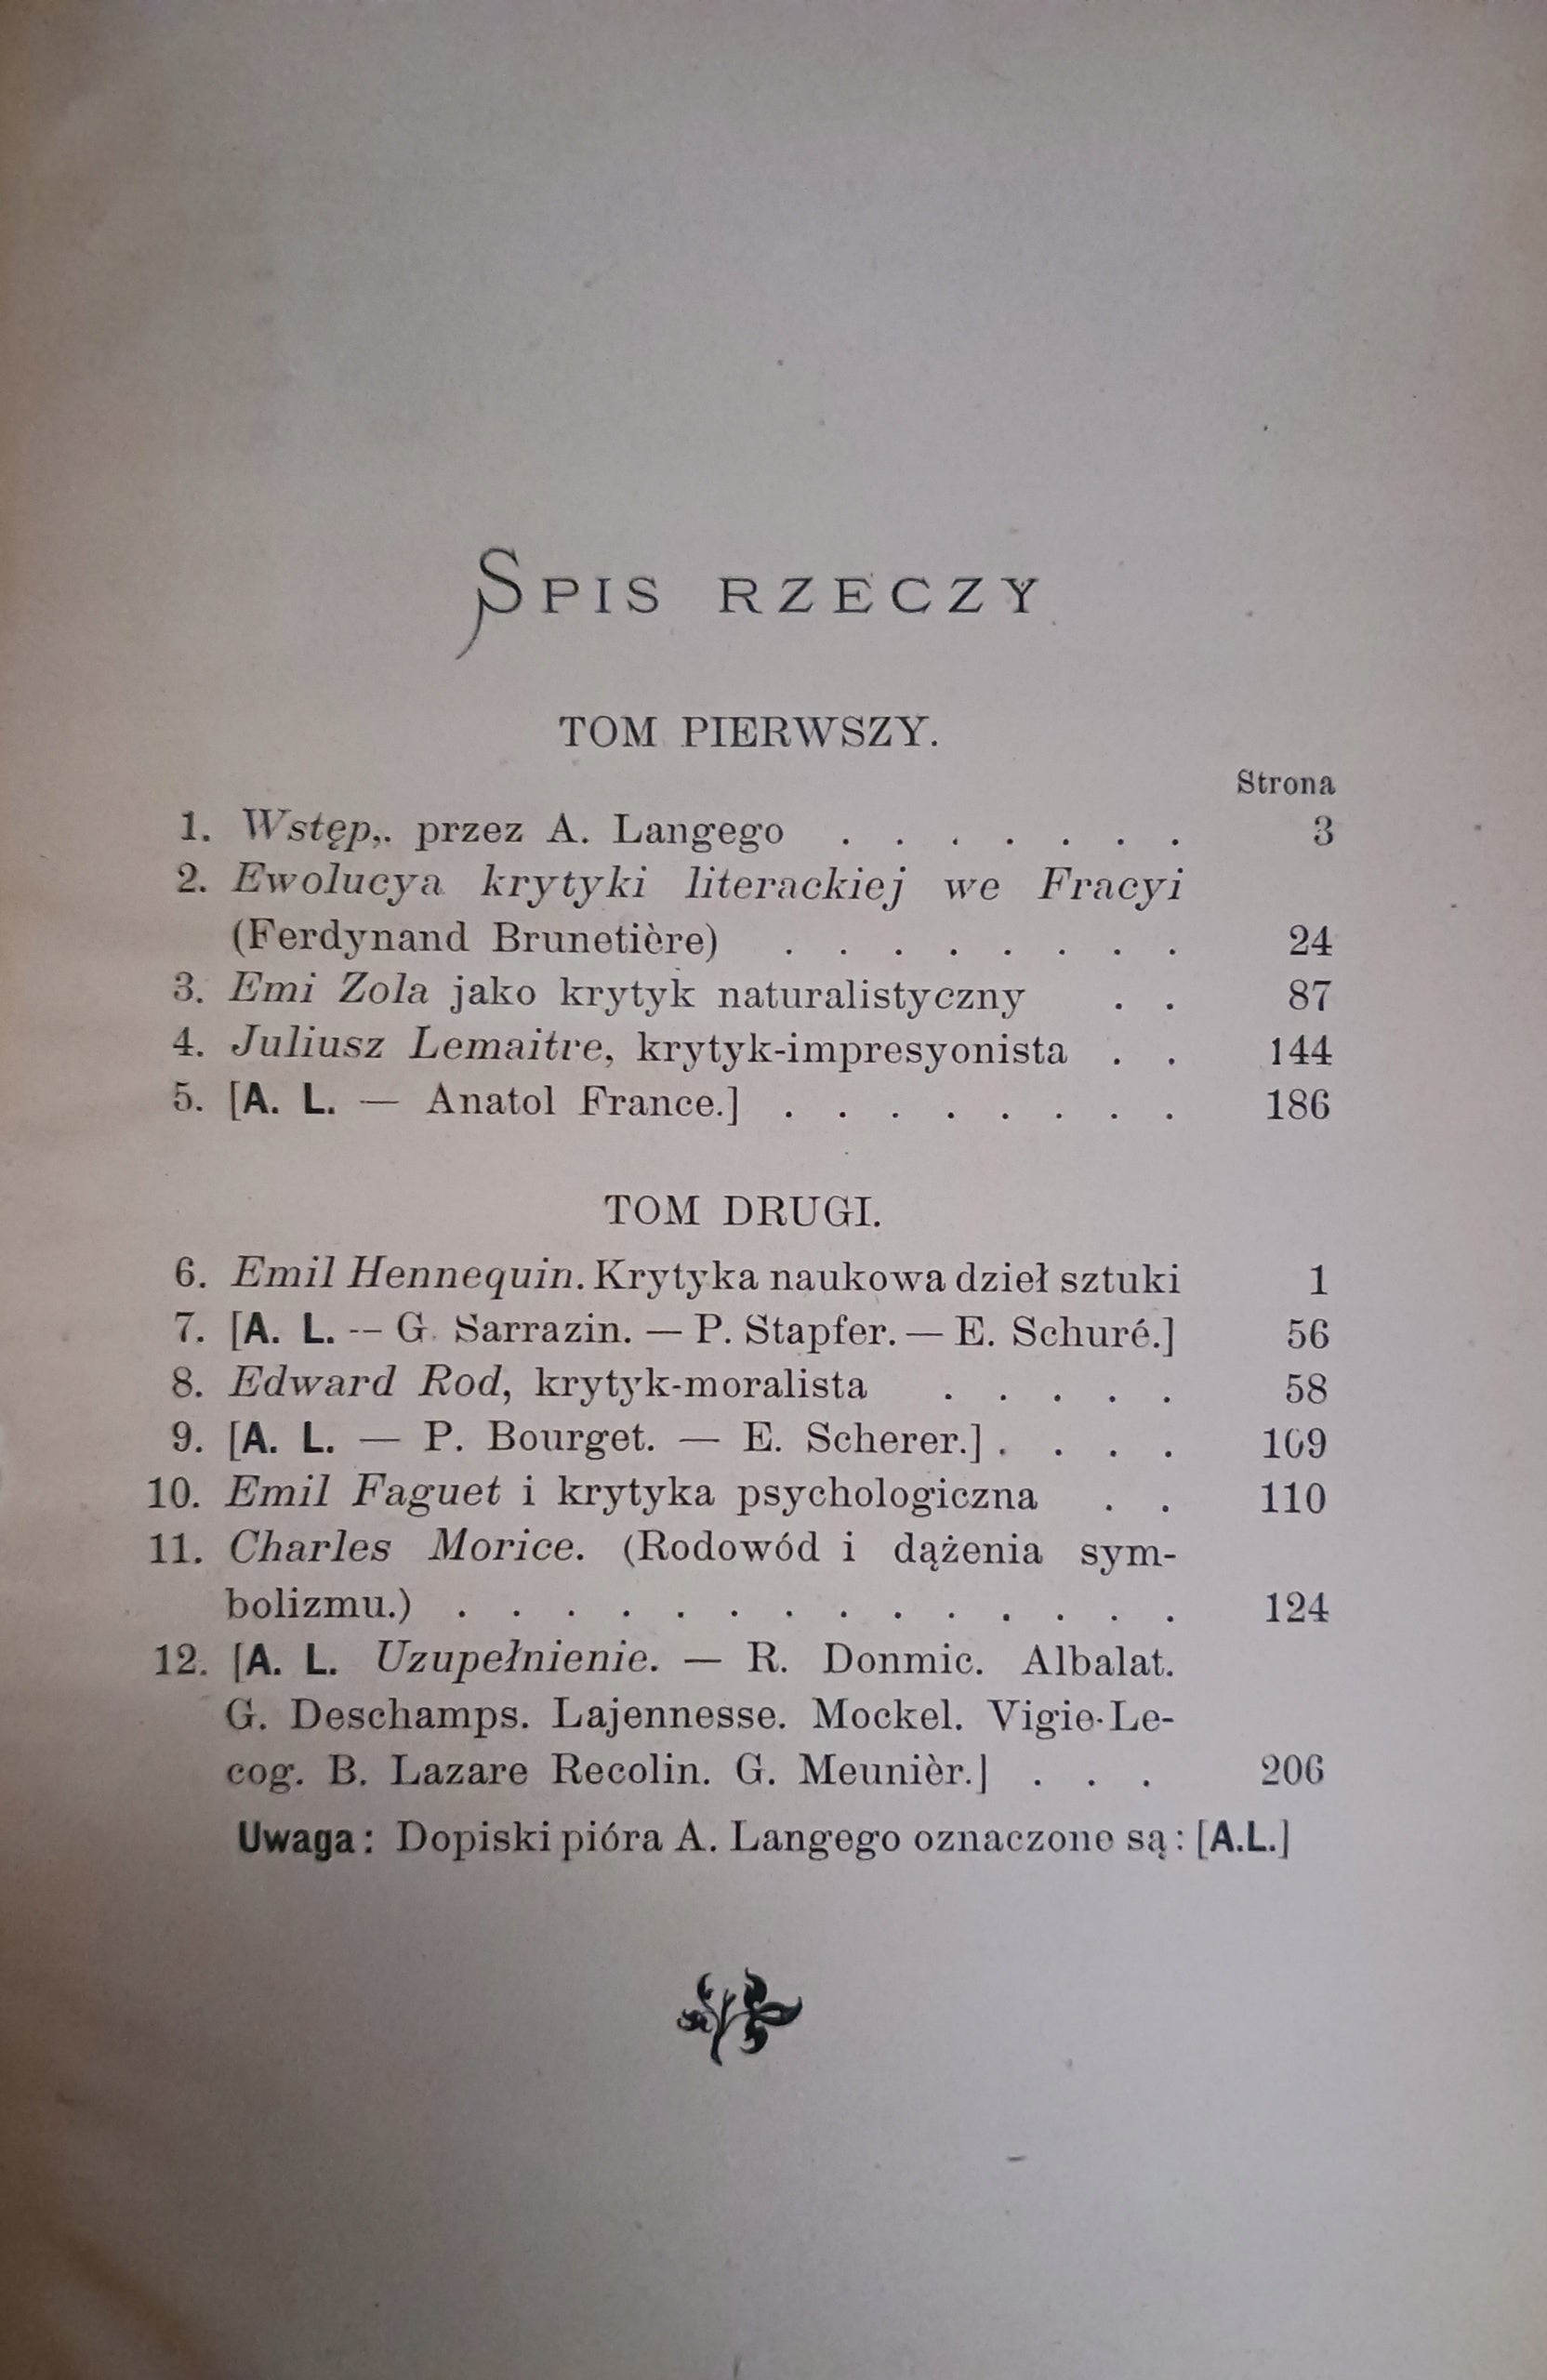 SPIS RZECZY
TOM PIERWSZY.
Strona
1. Wstęp,. przez A. Langego . . . . . . . 3
2. Ewolucya krytyki literackiej we Fracyi
(Ferdynand Brunetière) . . . . . . . . 24
3. Emi Zola jako krytyk naturalistyczny . . 87
4. Juliusz Lemaitre, krytyk-impresyonista . . 144
5. [A. L. — Anatol France.] . . . . . . . . 186
TOM DRUGI.
6. Emil Hennequin. Krytyka naukowa dzieł sztuki 1
7. [A. L. — G. Sarrazin. — P. Stapfer. — E. Schuré.] 56
8. Edward Rod, krytyk-moralista . . . . . 58
9. [A. L. — P. Bourget. — E. Scherer.] . . . . 109
10. Emil Faguet i krytyka psychologiczna . . 110
11. Charles Morice. (Rodowód i dążenia sym-
bolizmu.) . . . . . . . . . . . . . . 124
12. [A. L. Uzupełnienie. — R. Donmic. Albalat.
G. Deschamps. Lajennesse. Mockel. Vigie-Le-
cog. B. Lazare Recolin. G. Meunièr.] . . . 206
Uwaga: Dopiski pióra A. Langego oznaczone są: [A.L.]